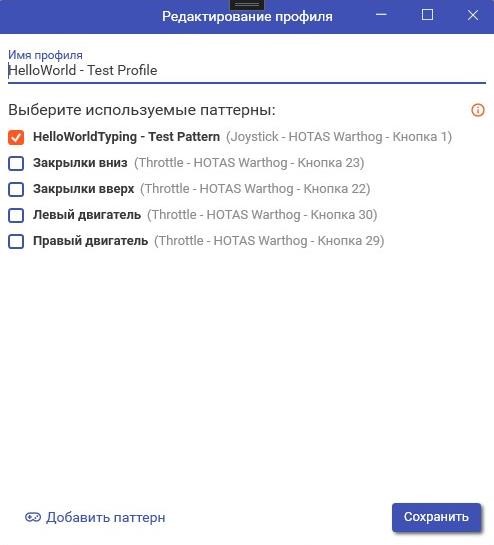 Редактирование профиля
Имя профиля
HelloWorld - Test Profile
Выберите используемые паттерны:
HelloWorldTyping - Test Pattern (Joystick - HOTAS Warthog - Кнопка 1)
Закрылки вниз (Throttle - HOTAS Warthog - Кнопка 23)
Закрылки вверх (Throttle - HOTAS Warthog - Кнопка 22)
Левый двигатель (Throttle - HOTAS Warthog - Кнопка 30)
Правый двигатель (Throttle - HOTAS Warthog - Кнопка 29)
Добавить паттерн
Сохранить